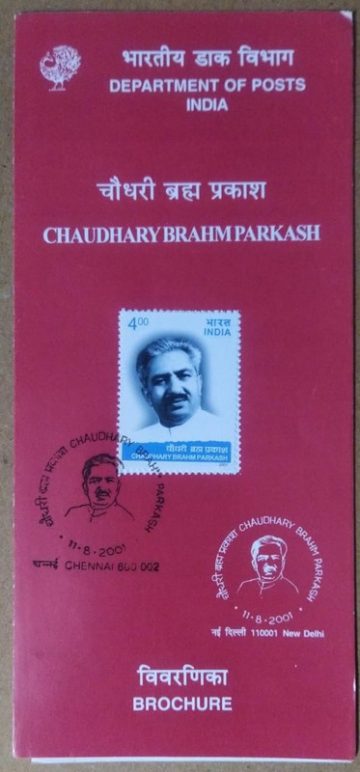 भारतीय डाक विभाग
DEPARTMENT OF POSTS
INDIA
चौधरी ब्रह्म प्रकाश
CHAUDHARY BRAHM PARKASH
4.00
भारत
INDIA
चौधरी ब्रह्म प्रकाश
CHAUDHARY BRAHM PARKASH
2001
चौधरी ब्रह्म प्रकाश CHAUDHARY BRAHM PARKASH
11-8-2001
चेन्नई CHENNAI 600 002
चौधरी ब्रह्म प्रकाश CHAUDHARY BRAHM PARKASH
11-8-2001
नई दिल्ली 110001 New Delhi
विवरणिका
BROCHURE